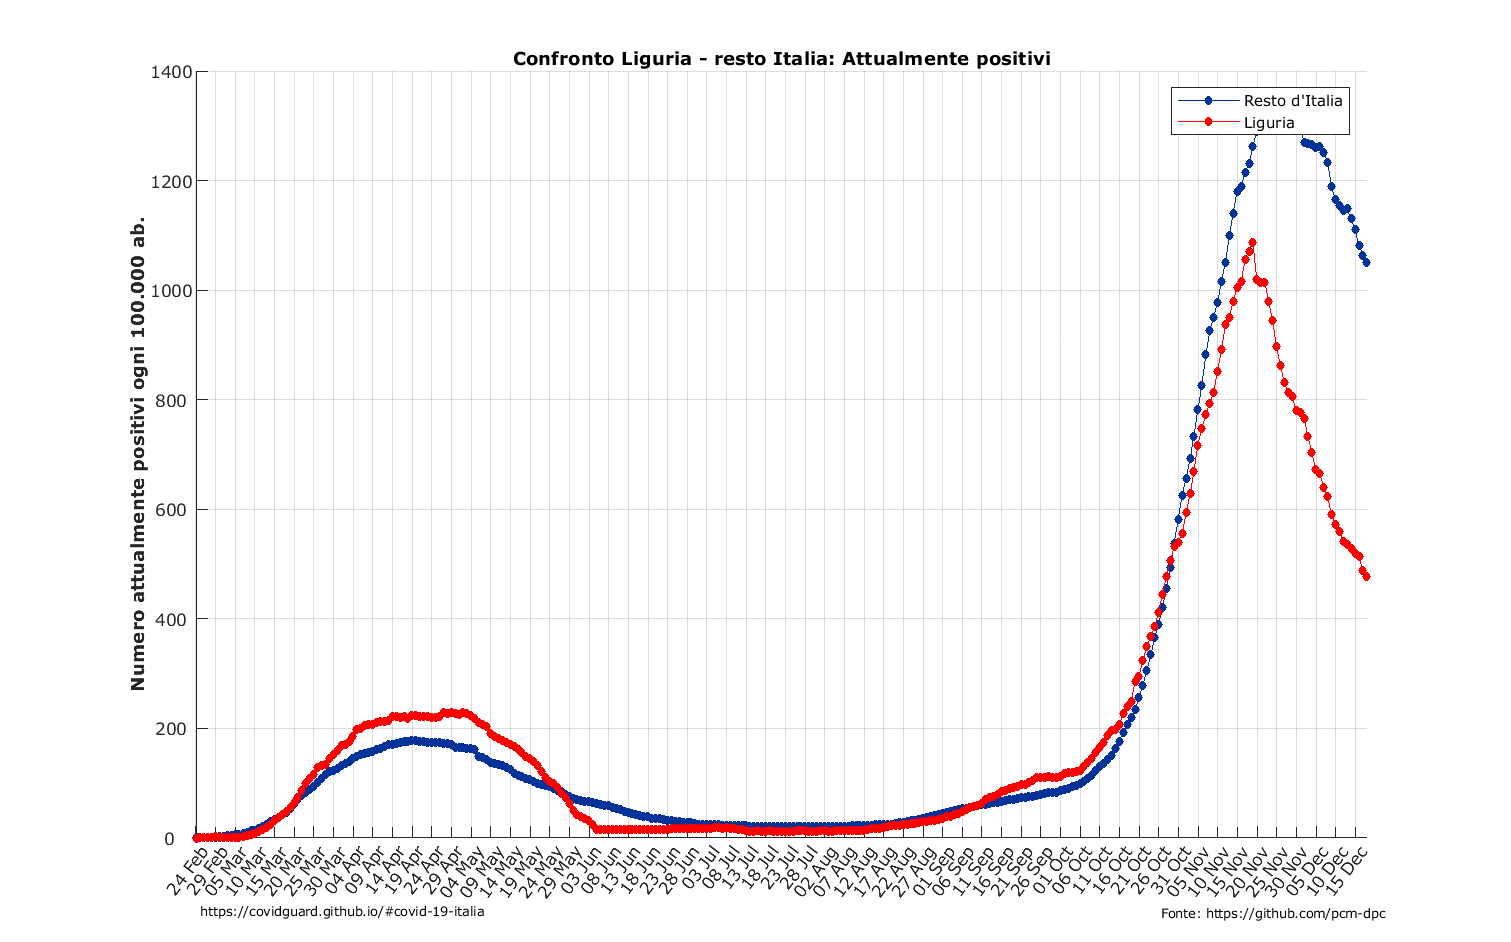 Confronto Liguria - resto Italia: Attualmente positivi
1400
1200
1000
800
600
400
200
0
Numero attualmente positivi ogni 100.000 ab.
Resto d'Italia
Liguria
24 Feb
29 Feb
05 Mar
10 Mar
15 Mar
20 Mar
25 Mar
30 Mar
04 Apr
09 Apr
14 Apr
19 Apr
24 Apr
29 Apr
04 May
09 May
14 May
19 May
24 May
29 May
03 Jun
08 Jun
13 Jun
18 Jun
23 Jun
28 Jun
03 Jul
08 Jul
13 Jul
18 Jul
23 Jul
28 Jul
02 Aug
07 Aug
12 Aug
17 Aug
22 Aug
27 Aug
01 Sep
06 Sep
11 Sep
16 Sep
21 Sep
26 Sep
01 Oct
06 Oct
11 Oct
16 Oct
21 Oct
26 Oct
31 Oct
05 Nov
10 Nov
15 Nov
20 Nov
25 Nov
30 Nov
05 Dec
10 Dec
15 Dec
https://covidguard.github.io/#covid-19-italia
Fonte: https://github.com/pcm-dpc